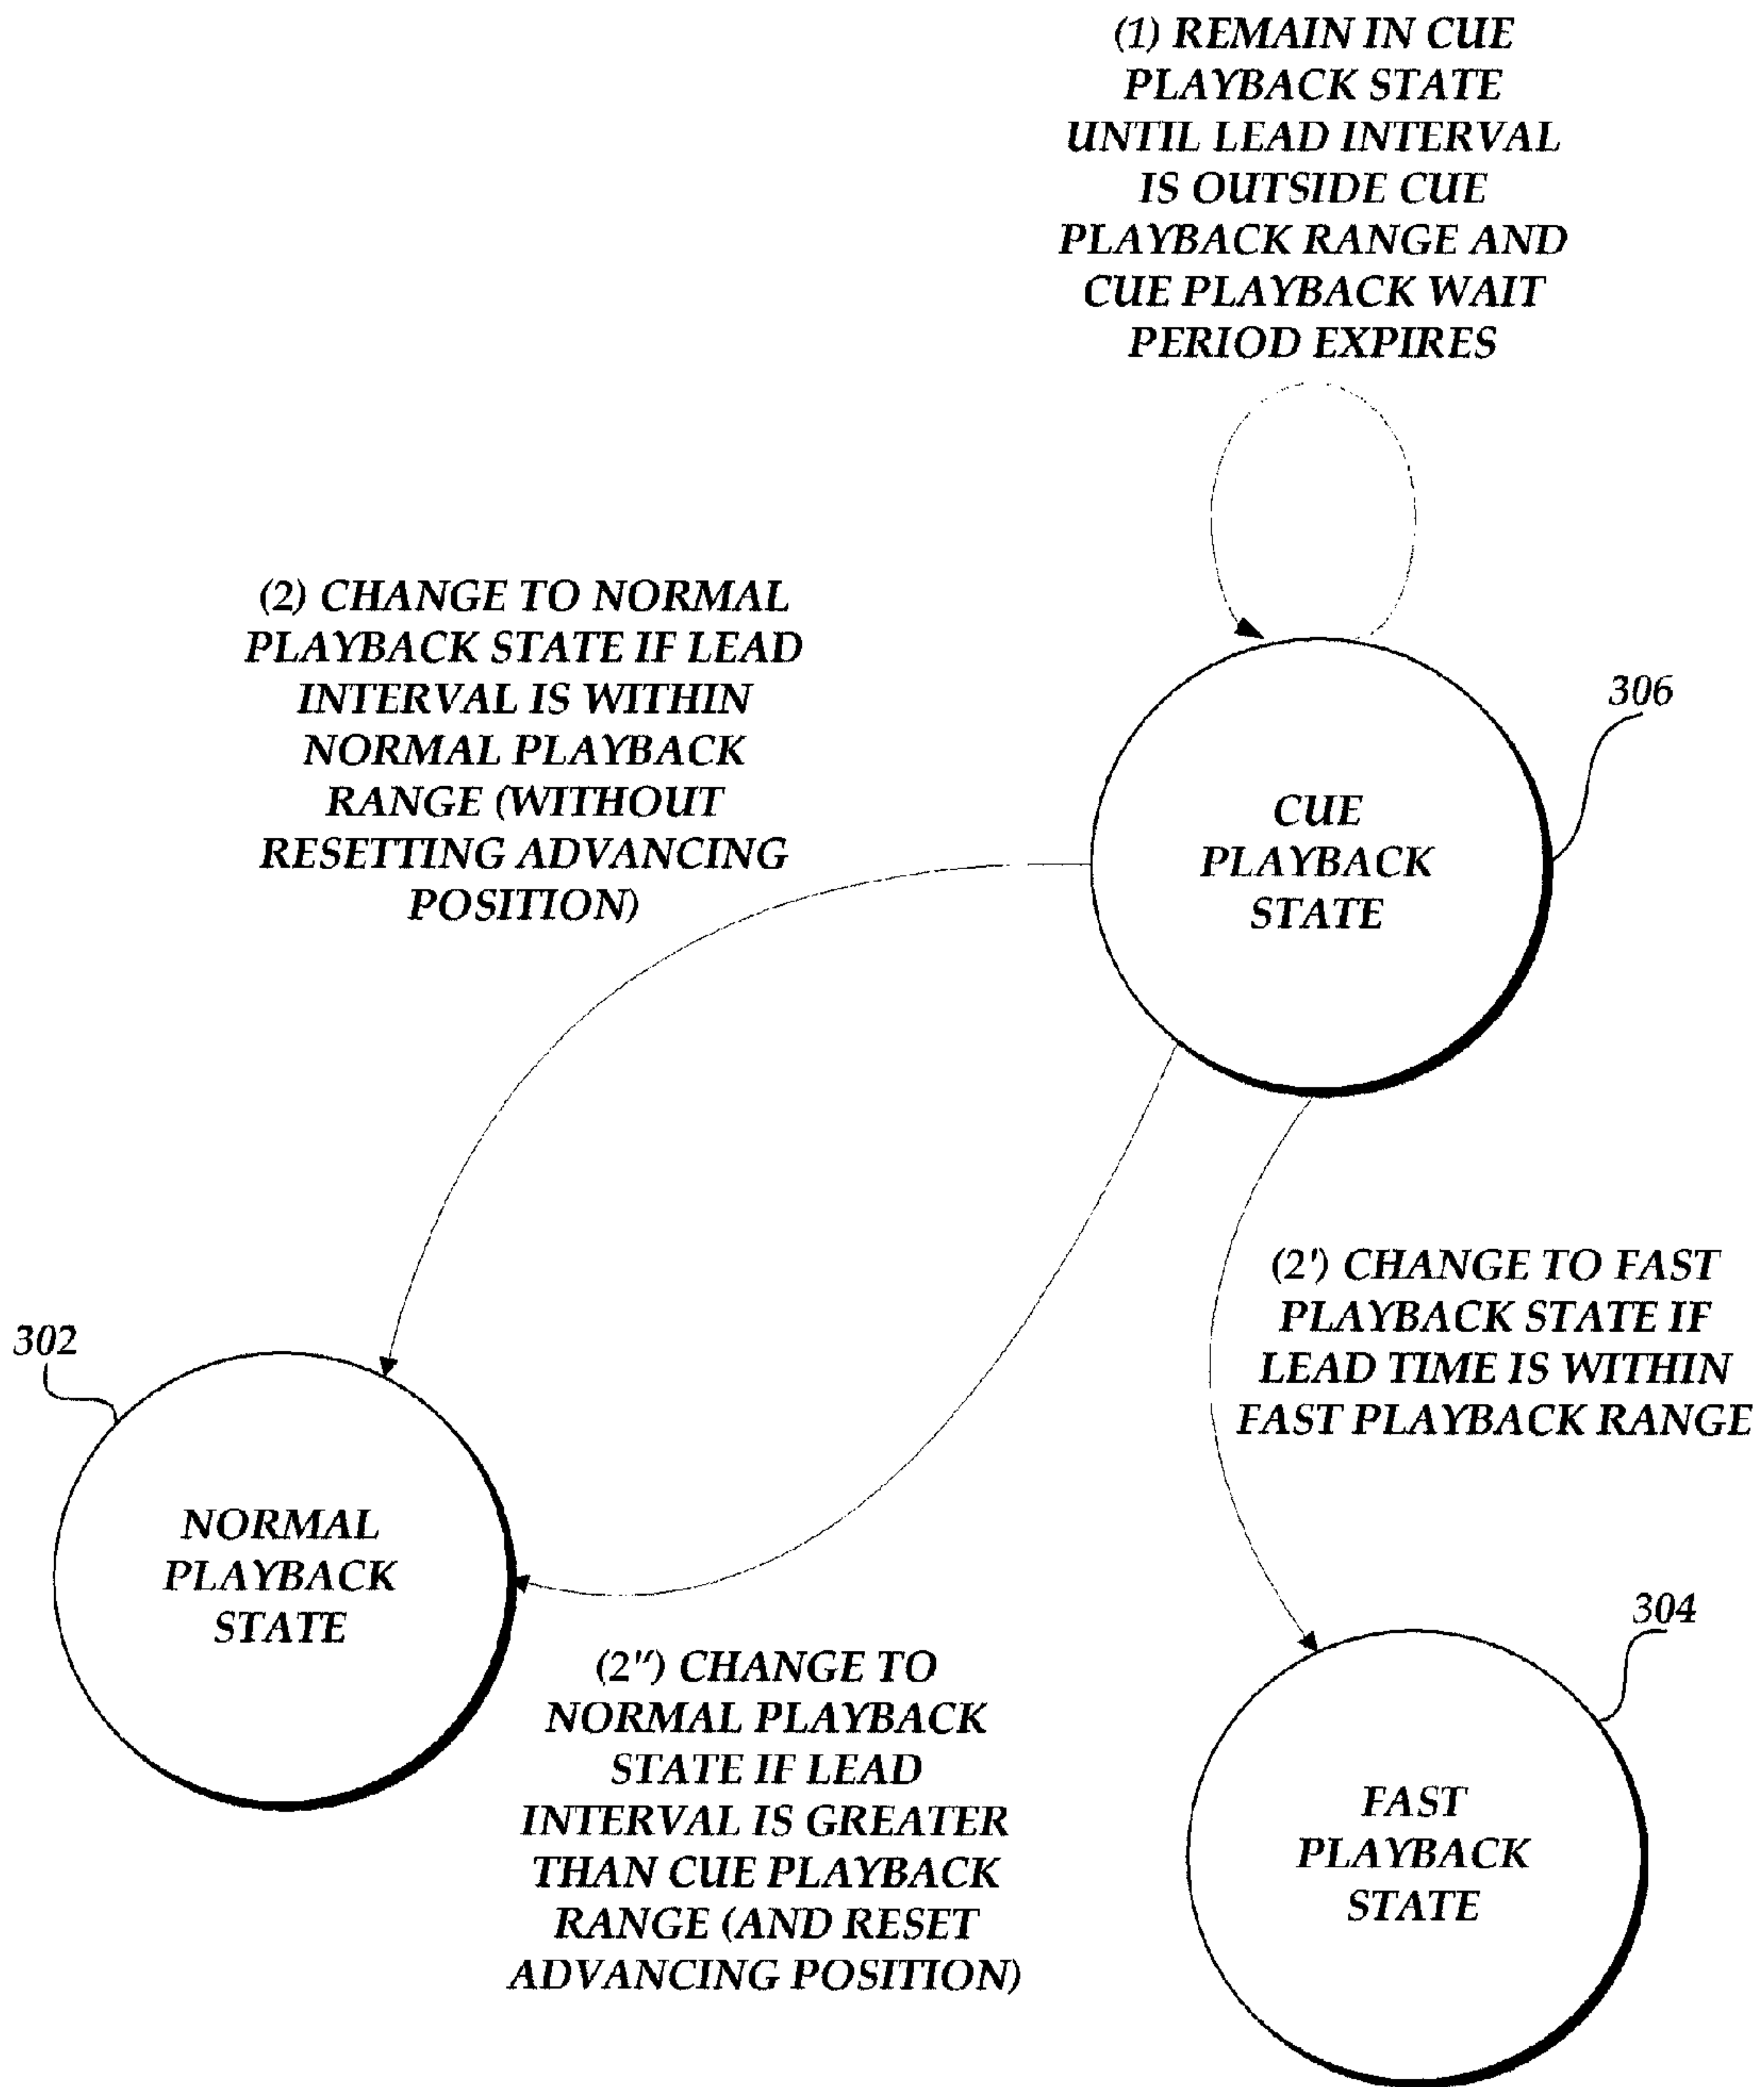 (1) REMAIN IN CUE
PLAYBACK STATE
UNTIL LEAD INTERVAL
IS OUTSIDE CUE
PLAYBACK RANGE AND
CUE PLAYBACK WAIT
PERIOD EXPIRES
(2) CHANGE TO NORMAL
PLAYBACK STATE IF LEAD
INTERVAL IS WITHIN
NORMAL PLAYBACK
RANGE (WITHOUT
RESETTING ADVANCING
POSITION)
306
CUE
PLAYBACK
STATE
(2') CHANGE TO FAST
PLAYBACK STATE IF
LEAD TIME IS WITHIN
FAST PLAYBACK RANGE
302
NORMAL
PLAYBACK
STATE
(2") CHANGE TO
NORMAL PLAYBACK
STATE IF LEAD
INTERVAL IS GREATER
THAN CUE PLAYBACK
RANGE (AND RESET
ADVANCING POSITION)
304
FAST
PLAYBACK
STATE